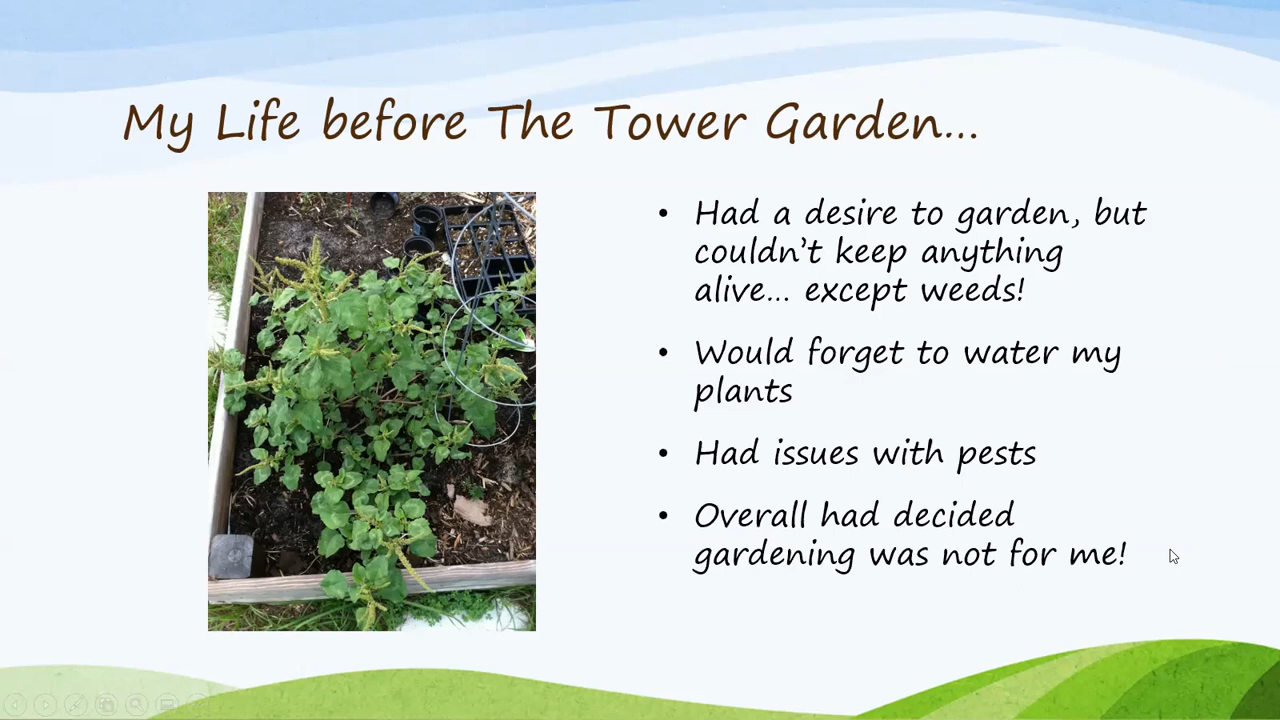 My Life before The Tower Garden...
• Had a desire to garden, but
couldn’t keep anything
alive... except weeds!
• Would forget to water my
plants
• Had issues with pests
• Overall had decided
gardening was not for me!